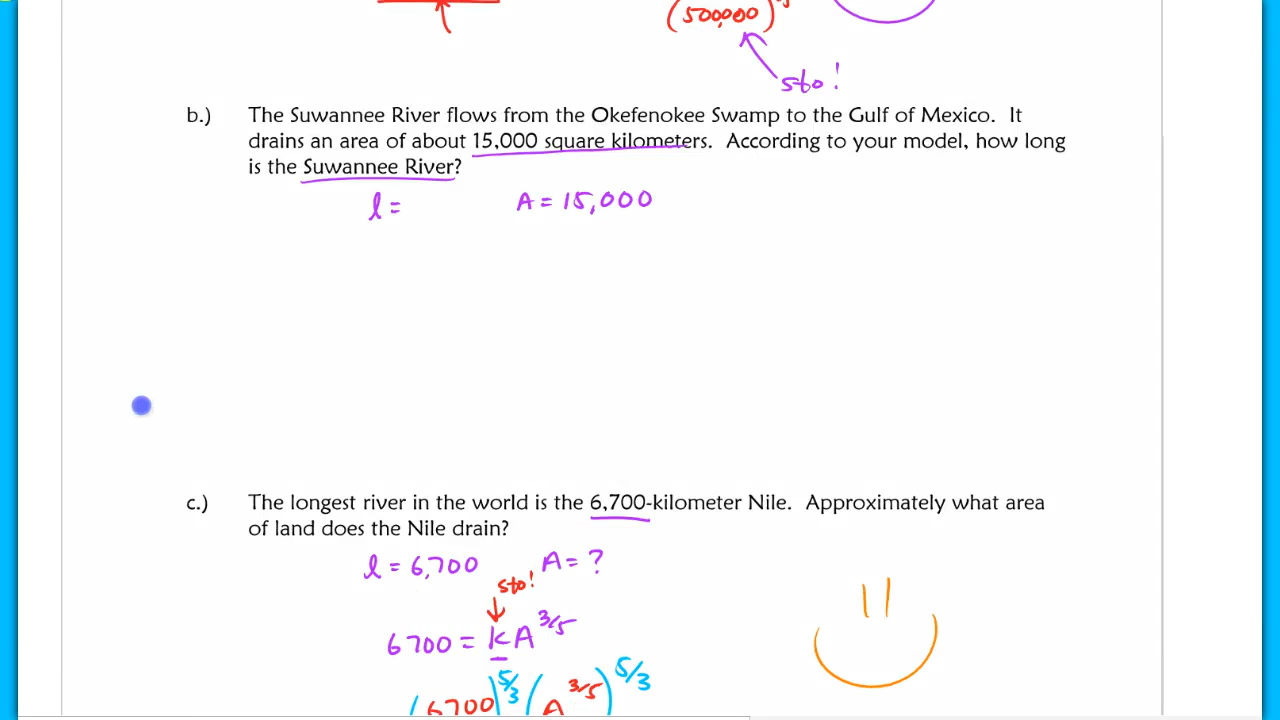 (500,000)
sto!
b.) The Suwannee River flows from the Okefenokee Swamp to the Gulf of Mexico. It
drains an area of about 15,000 square kilometers. According to your model, how long
is the Suwannee River?
l = A = 15,000
c.) The longest river in the world is the 6,700-kilometer Nile. Approximately what area
of land does the Nile drain?
l = 6,700 A = ?
sto!
6700 = kA^3/5
(6700)^5/3 (A^3/5)^5/3